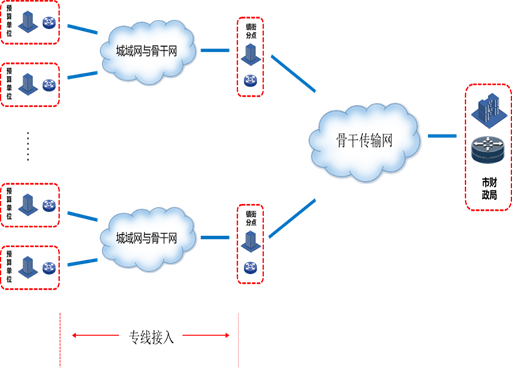 预算单位
城域网与骨干网
镇街
分点
预算单位
骨干传输网
市财
政局
预算单位
城域网与骨干网
镇街
分点
预算单位
专线接入